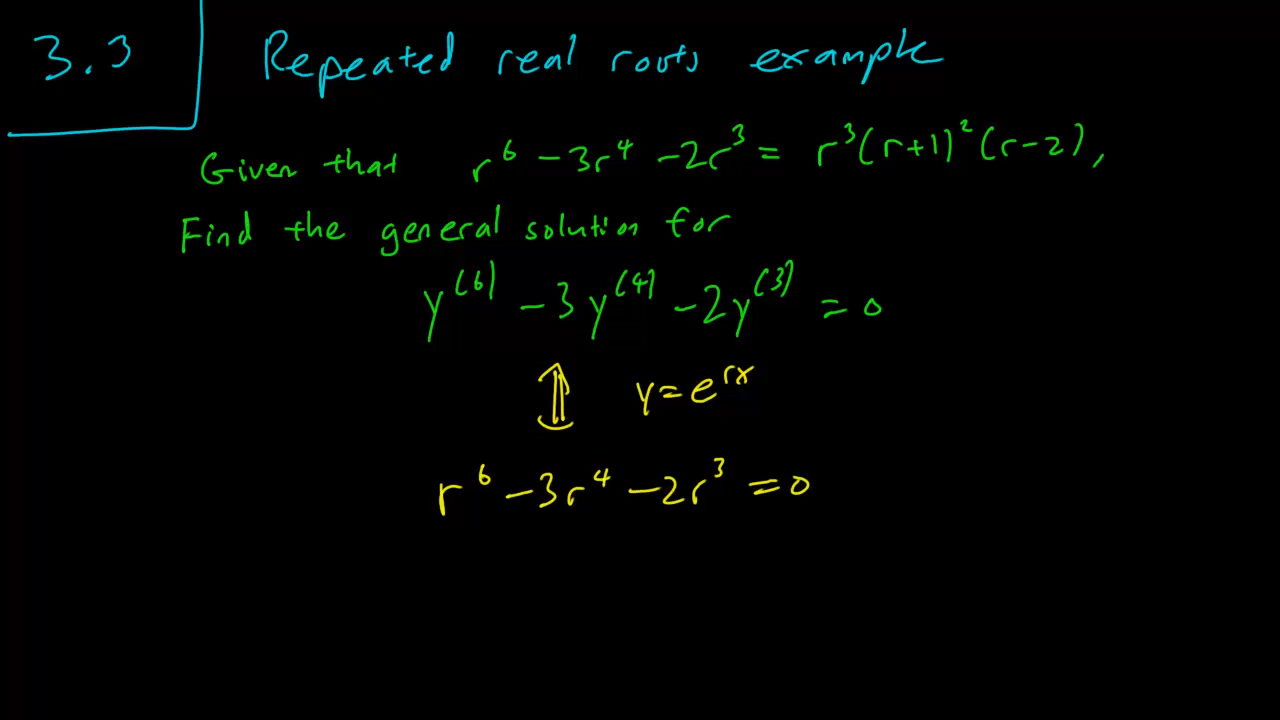 3.3 Repeated real roots example
Given that r⁶ - 3r⁴ - 2r³ = r³(r+1)²(r-2),
Find the general solution for
y⁽⁶⁾ - 3y⁽⁴⁾ - 2y⁽³⁾ = 0
⇕ y = e^{rx}
r⁶ - 3r⁴ - 2r³ = 0